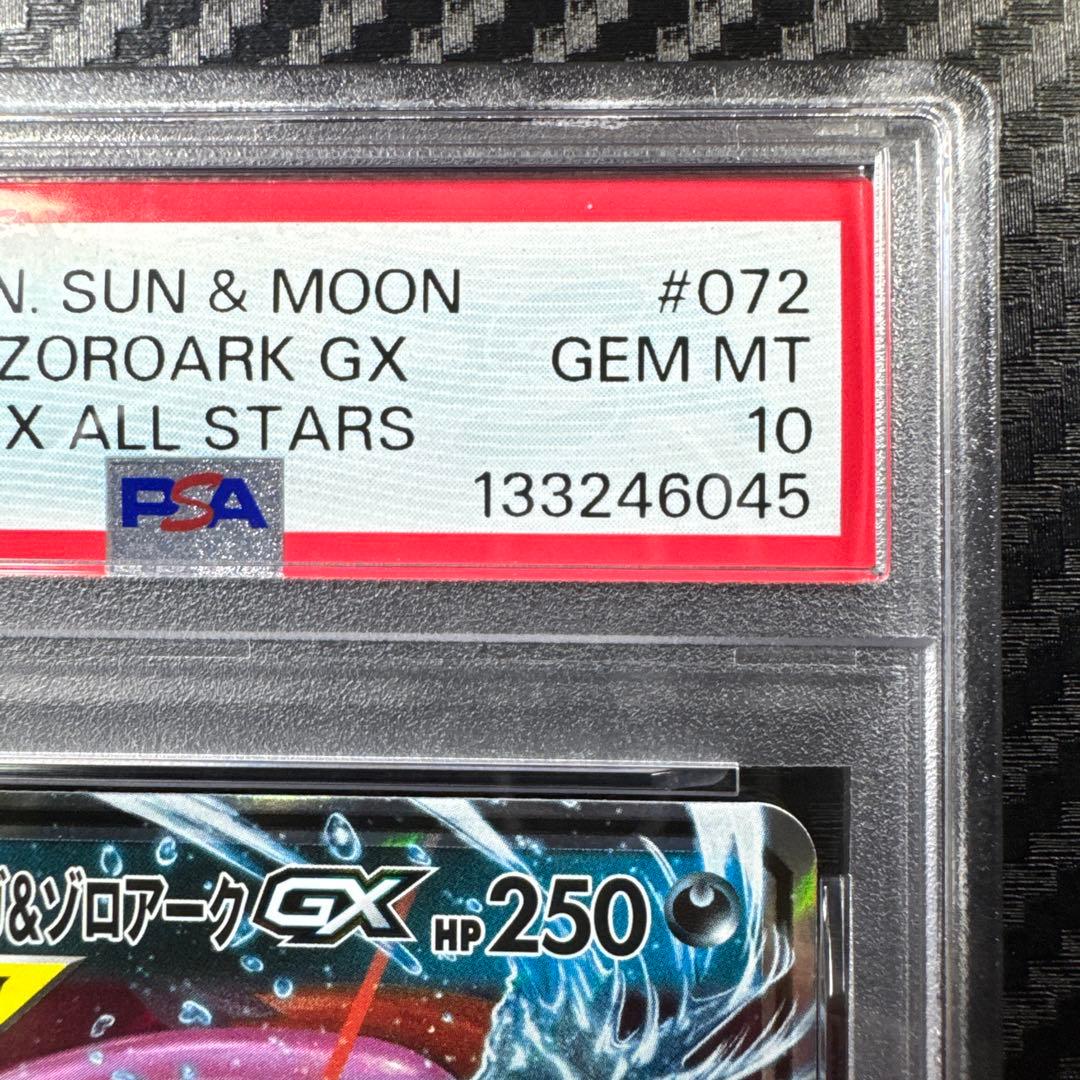 N. SUN & MOON #072
ZOROARK GX GEM MT
X ALL STARS 10
PSA 133246045
&ゾロアークGX HP250